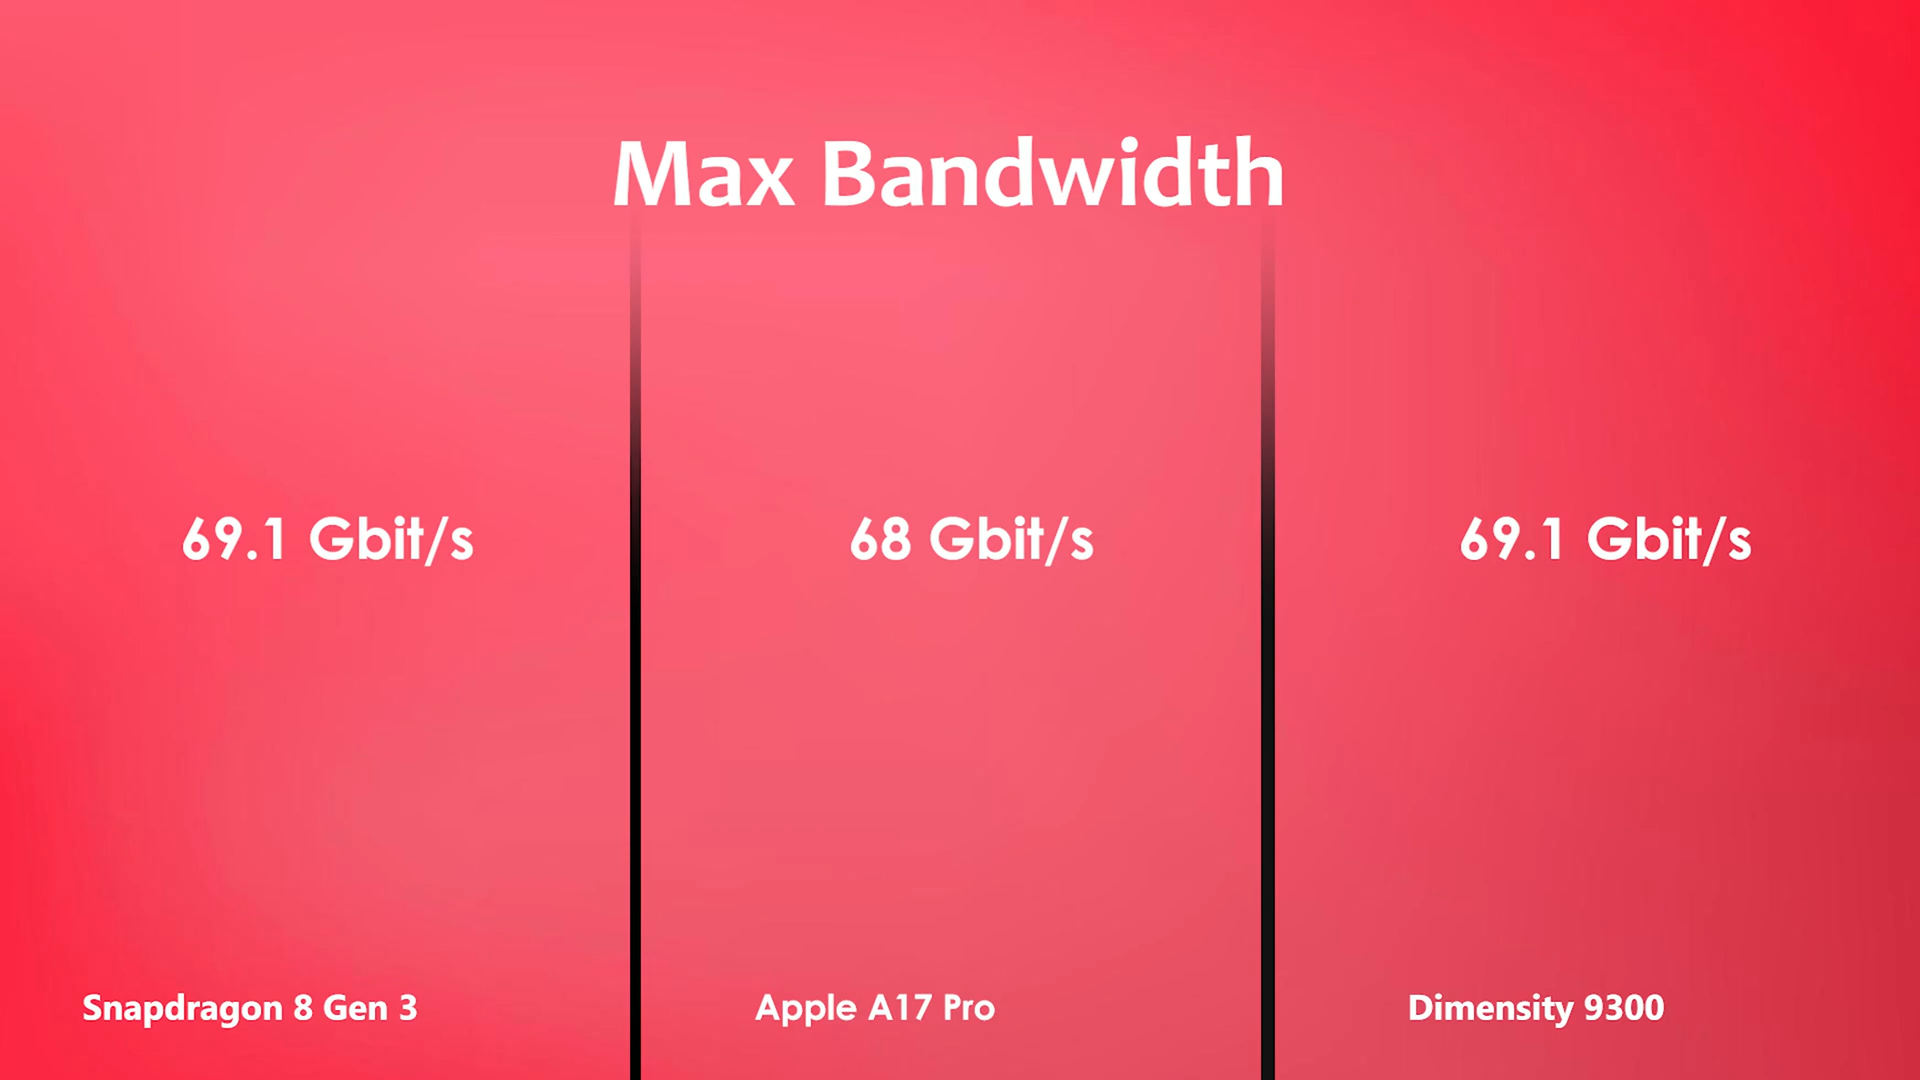 Max Bandwidth
69.1 Gbit/s
68 Gbit/s
69.1 Gbit/s
Snapdragon 8 Gen 3
Apple A17 Pro
Dimensity 9300